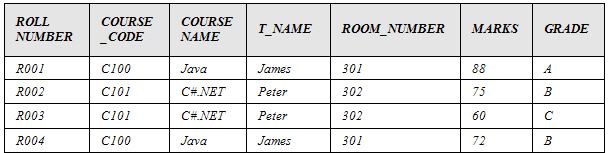 ROLL NUMBER COURSE _CODE COURSE NAME T_NAME ROOM_NUMBER MARKS GRADE
R001 C100 Java James 301 88 A
R002 C101 C#.NET Peter 302 75 B
R003 C101 C#.NET Peter 302 60 C
R004 C100 Java James 301 72 B